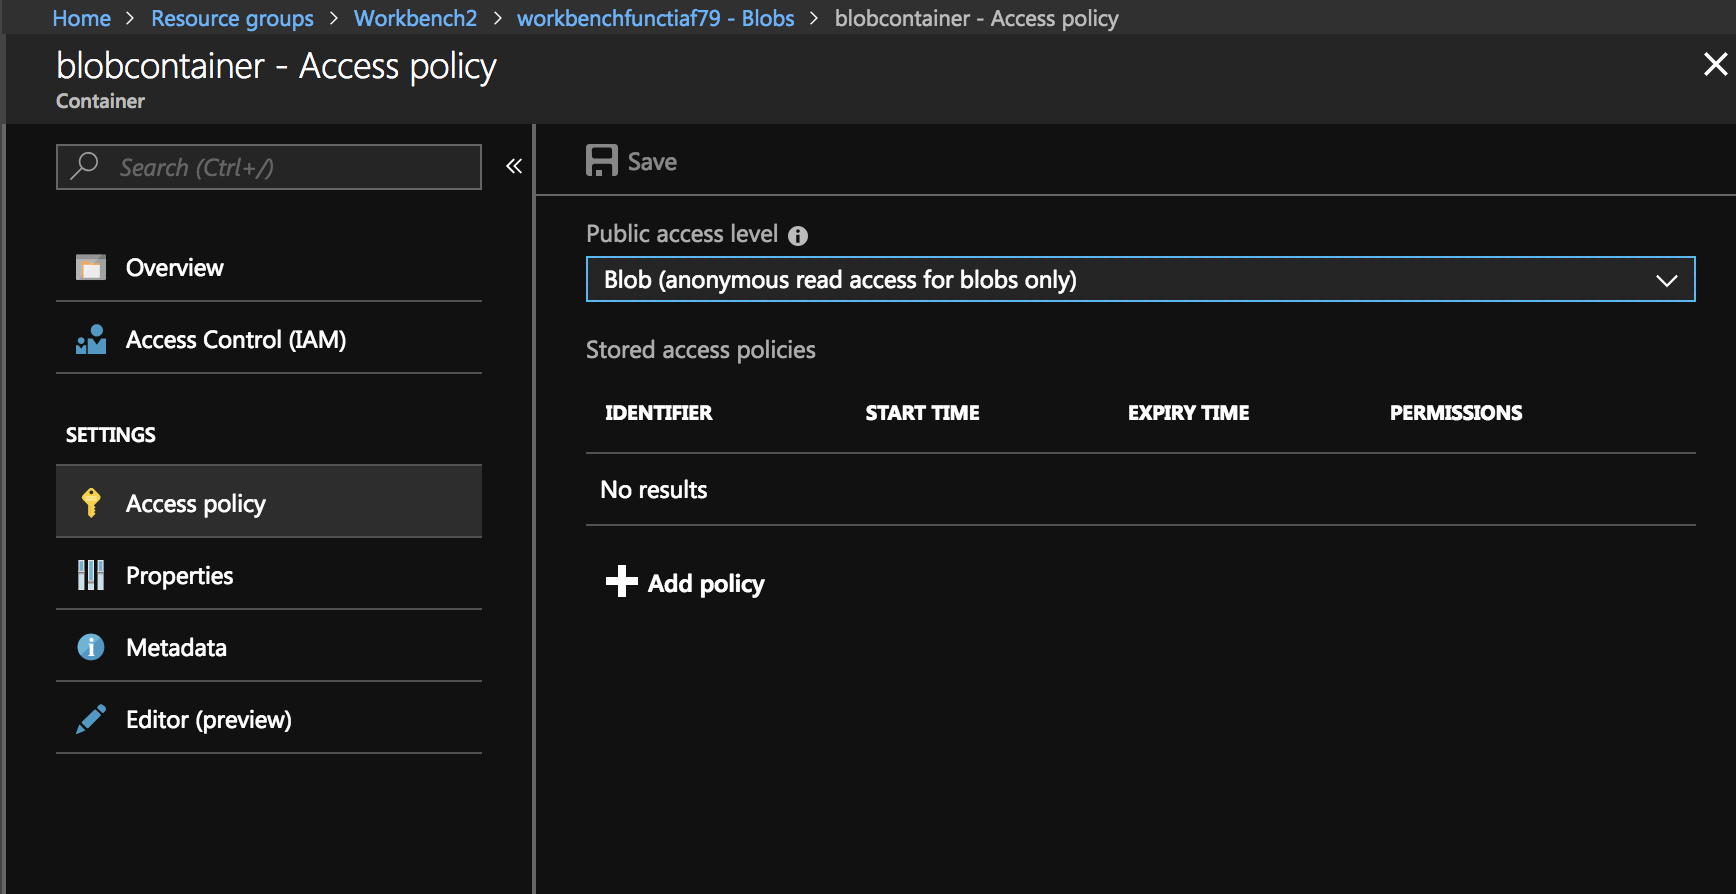 Home > Resource groups > Workbench2 > workbenchfunctiaf79 - Blobs > blobcontainer - Access policy
blobcontainer - Access policy
Container
Search (Ctrl+/)
«
Overview
Access Control (IAM)
SETTINGS
Access policy
Properties
Metadata
Editor (preview)
Save
Public access level
Blob (anonymous read access for blobs only)
Stored access policies
IDENTIFIER START TIME EXPIRY TIME PERMISSIONS
No results
Add policy